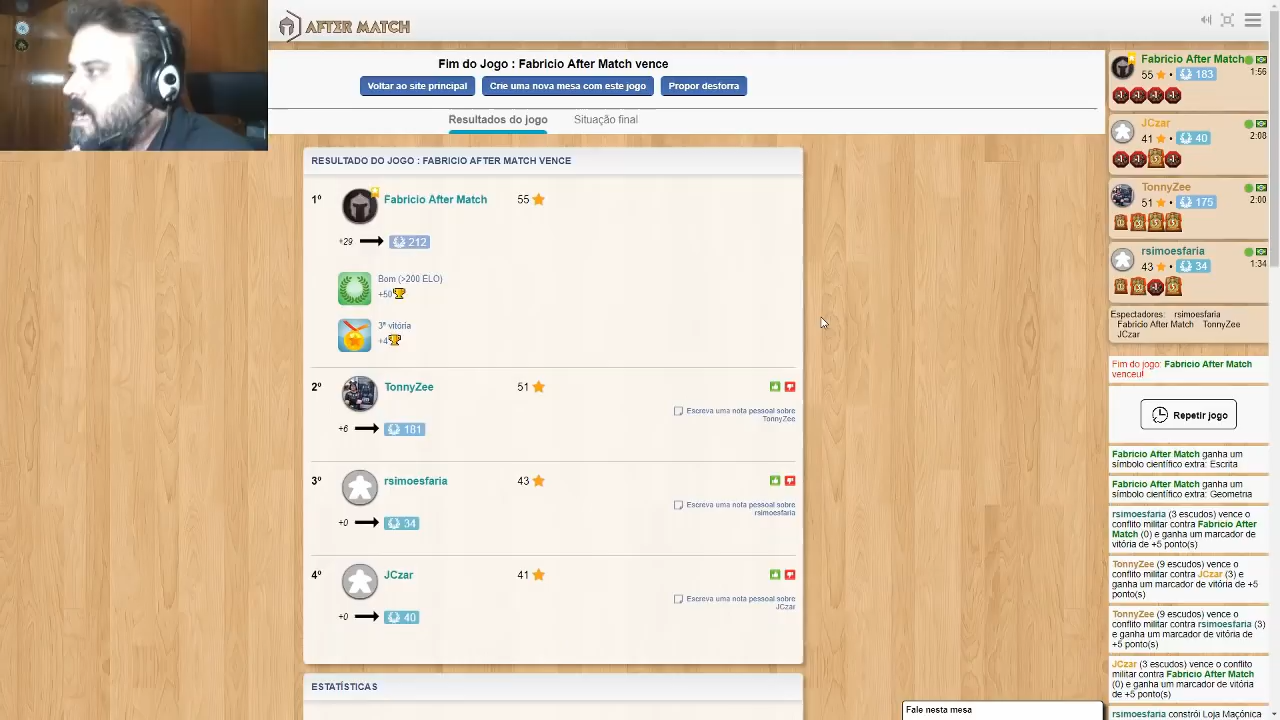 AFTER MATCH
Fim do Jogo : Fabricio After Match vence
Voltar ao site principal
Crie uma nova mesa com este jogo
Propor desforra
Resultados do jogo
Situação final
RESULTADO DO JOGO : FABRICIO AFTER MATCH VENCE
1º
Fabricio After Match
55
+29
212
Bom (>200 ELO)
+50
3ª vitória
+4
2º
TonnyZee
51
+6
181
Escreva uma nota pessoal sobre
TonnyZee
3º
rsimoesfaria
43
+0
34
Escreva uma nota pessoal sobre
rsimoesfaria
4º
JCzar
41
+0
40
Escreva uma nota pessoal sobre
JCzar
ESTATÍSTICAS
Fabricio After Match
55 • 183
1:56
JCzar
41 • 40
2:08
TonnyZee
51 • 175
2:00
rsimoesfaria
43 • 34
1:34
Espectadores: rsimoesfaria
Fabricio After Match TonnyZee
JCzar
Fim do jogo: Fabricio After Match
venceu!
Repetir jogo
Fabricio After Match ganha um
símbolo científico extra: Escrita
Fabricio After Match ganha um
símbolo científico extra: Geometria
rsimoesfaria (3 escudos) vence o
conflito militar contra Fabricio After
Match (0) e ganha um marcador de
vitória de +5 ponto(s)
TonnyZee (9 escudos) vence o
conflito militar contra JCzar (3) e
ganha um marcador de vitória de +5
ponto(s)
TonnyZee (9 escudos) vence o
conflito militar contra rsimoesfaria (3)
e ganha um marcador de vitória de
+5 ponto(s)
JCzar (3 escudos) vence o conflito
militar contra Fabricio After Match
(0) e ganha um marcador de vitória
de +5 ponto(s)
rsimoesfaria constrói Loja Maçônica
Fale nesta mesa